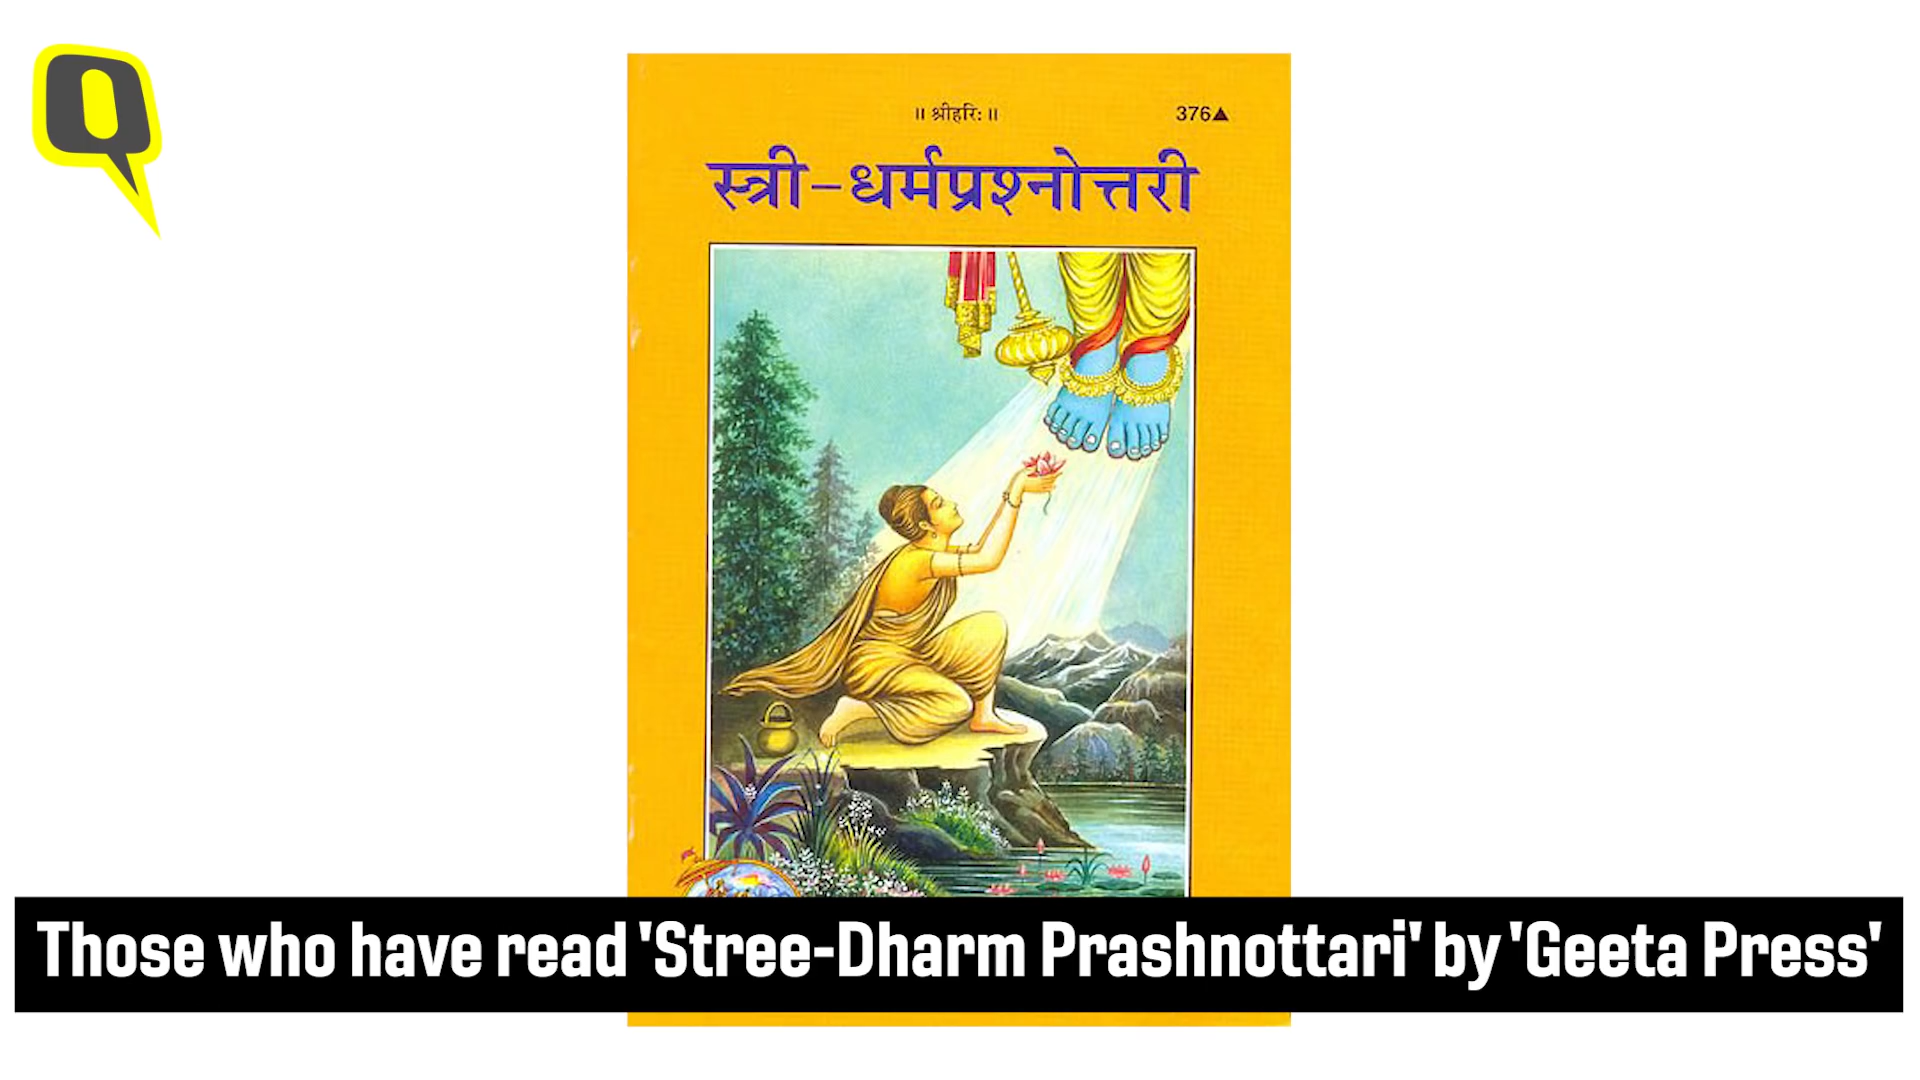 Q
॥ श्रीहरिः ॥
376▲
स्त्री-धर्मप्रश्नोत्तरी
Those who have read 'Stree-Dharm Prashnottari' by 'Geeta Press'